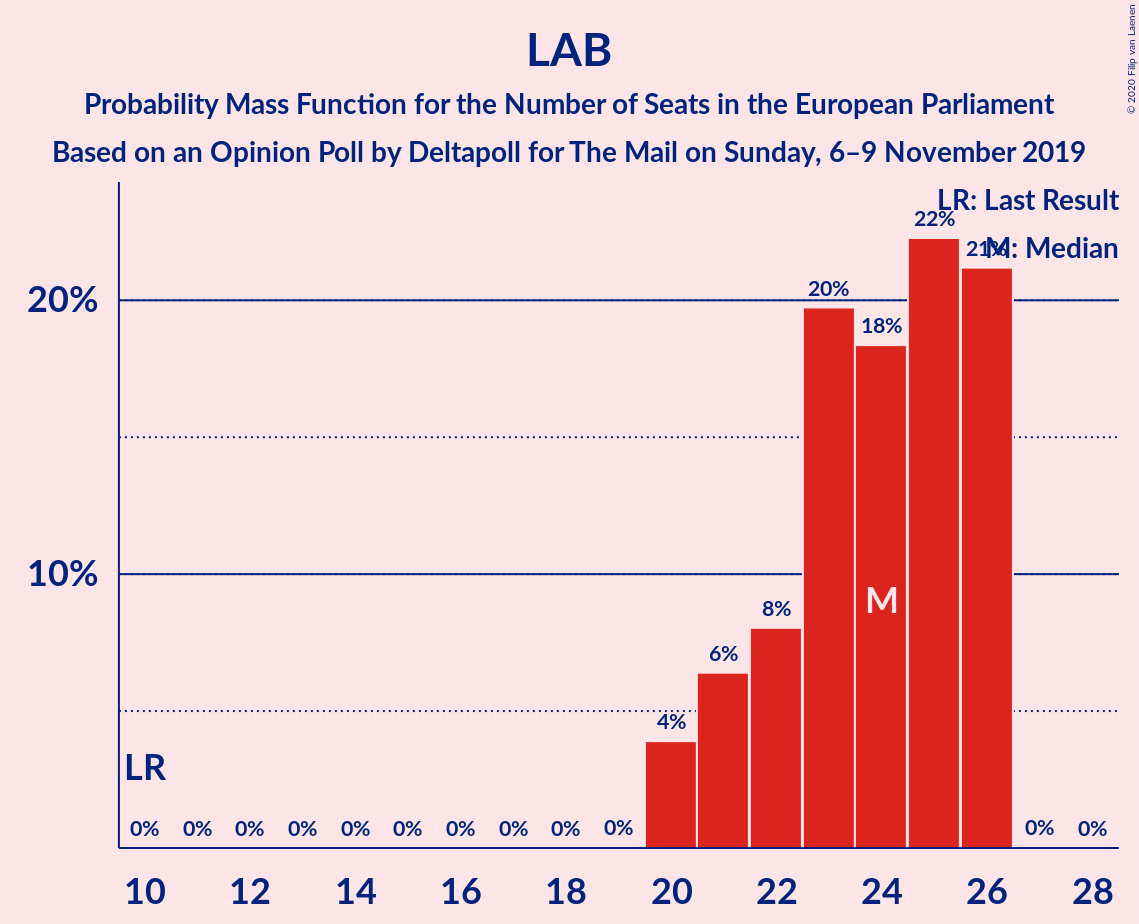 LAB
Probability Mass Function for the Number of Seats in the European Parliament
Based on an Opinion Poll by Deltapoll for The Mail on Sunday, 6–9 November 2019
© 2020 Filip van Laenen
LR: Last Result
M: Median
20%
10%
22%
21%
20%
18%
8%
6%
4%
M
LR
0% 0% 0% 0% 0% 0% 0% 0% 0% 0% 0* 0%
10 12 14 16 18 20 22 24 26 28